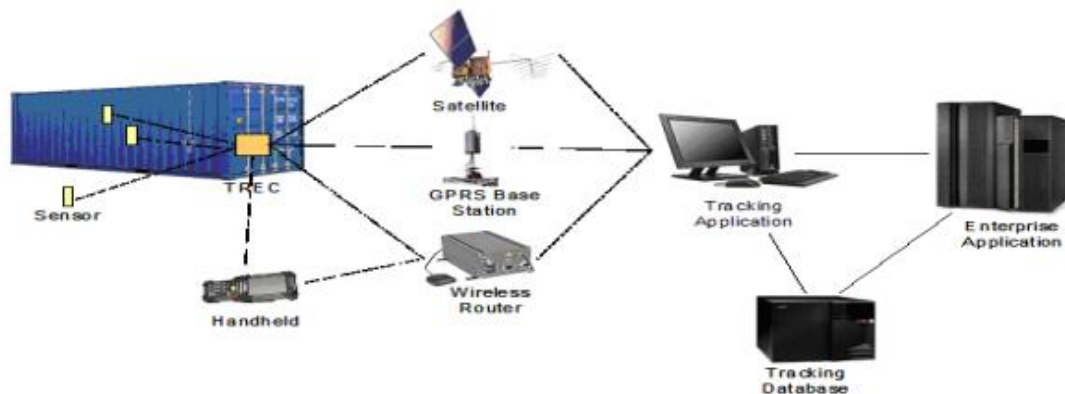 Satellite
TREC
Sensor
GPRS Base
Station
Tracking
Application
Enterprise
Application
Handheld
Wireless
Router
Tracking
Database